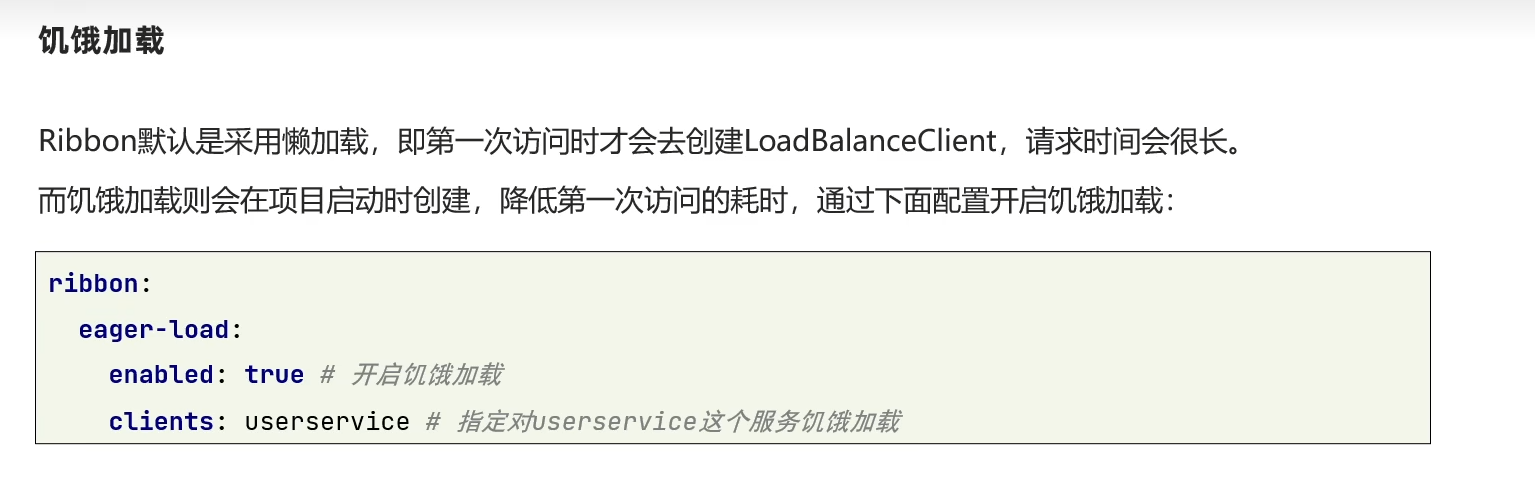 饥饿加载
Ribbon默认是采用懒加载，即第一次访问时才会去创建LoadBalanceClient，请求时间会很长。
而饥饿加载则会在项目启动时创建，降低第一次访问的耗时，通过下面配置开启饥饿加载：
ribbon:
  eager-load:
    enabled: true # 开启饥饿加载
    clients: userservice # 指定对userservice这个服务饥饿加载